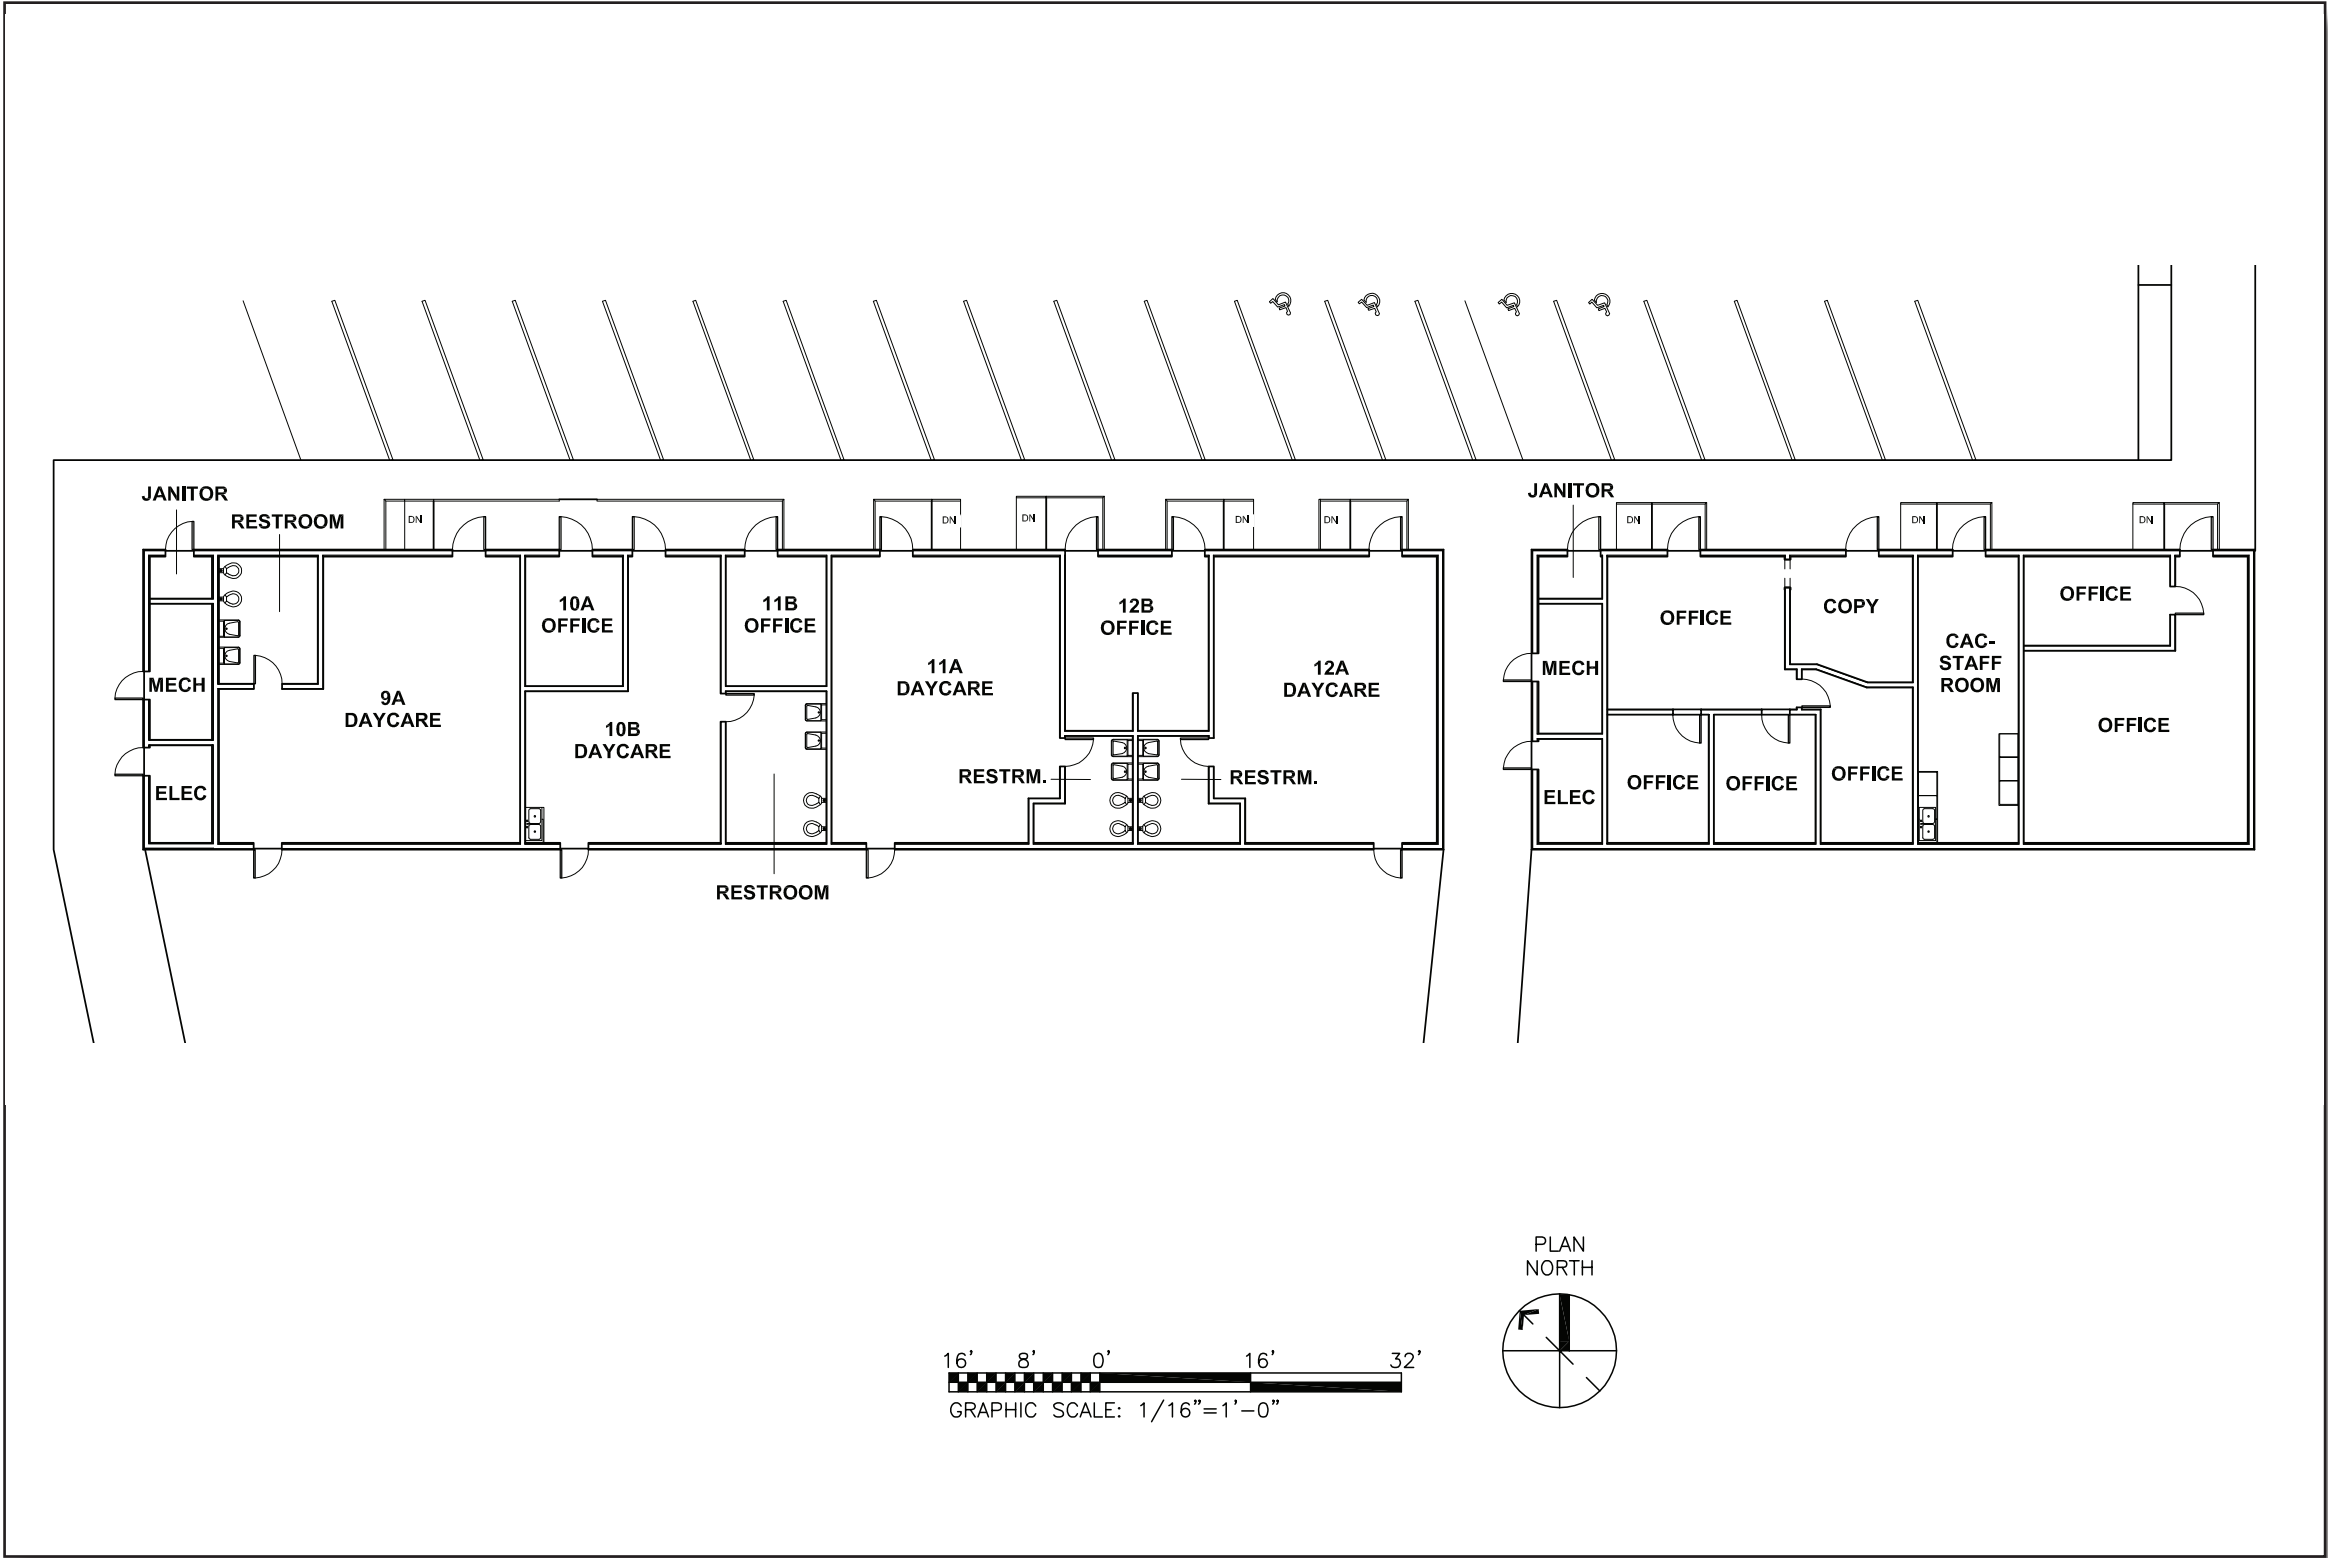 JANITOR
RESTROOM
DN
DN
DN
DN
DN
JANITOR
DN
DN
DN
MECH
ELEC
9A
DAYCARE
10A
OFFICE
10B
DAYCARE
11B
OFFICE
RESTROOM
11A
DAYCARE
12B
OFFICE
RESTRM.
RESTRM.
12A
DAYCARE
MECH
ELEC
OFFICE
COPY
OFFICE
OFFICE
OFFICE
CAC-
STAFF
ROOM
OFFICE
OFFICE
PLAN
NORTH
16' 8' 0' 16' 32'
GRAPHIC SCALE: 1/16"=1'-0"